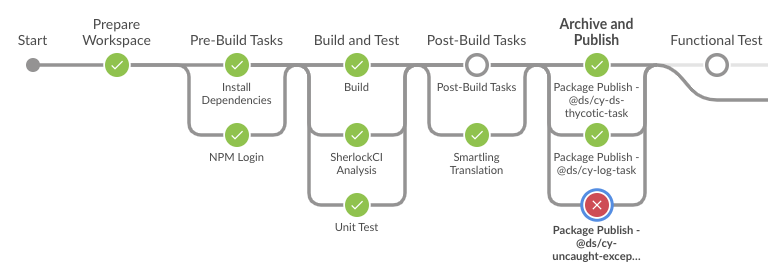 Start
Prepare
Workspace
Pre-Build Tasks
Build and Test
Post-Build Tasks
Archive and
Publish
Functional Test
Install
Dependencies
NPM Login
Build
SherlockCI
Analysis
Unit Test
Post-Build Tasks
Smartling
Translation
Package Publish -
@ds/cy-ds-
thycotic-task
Package Publish -
@ds/cy-log-task
Package Publish -
@ds/cy-
uncaught-excep...